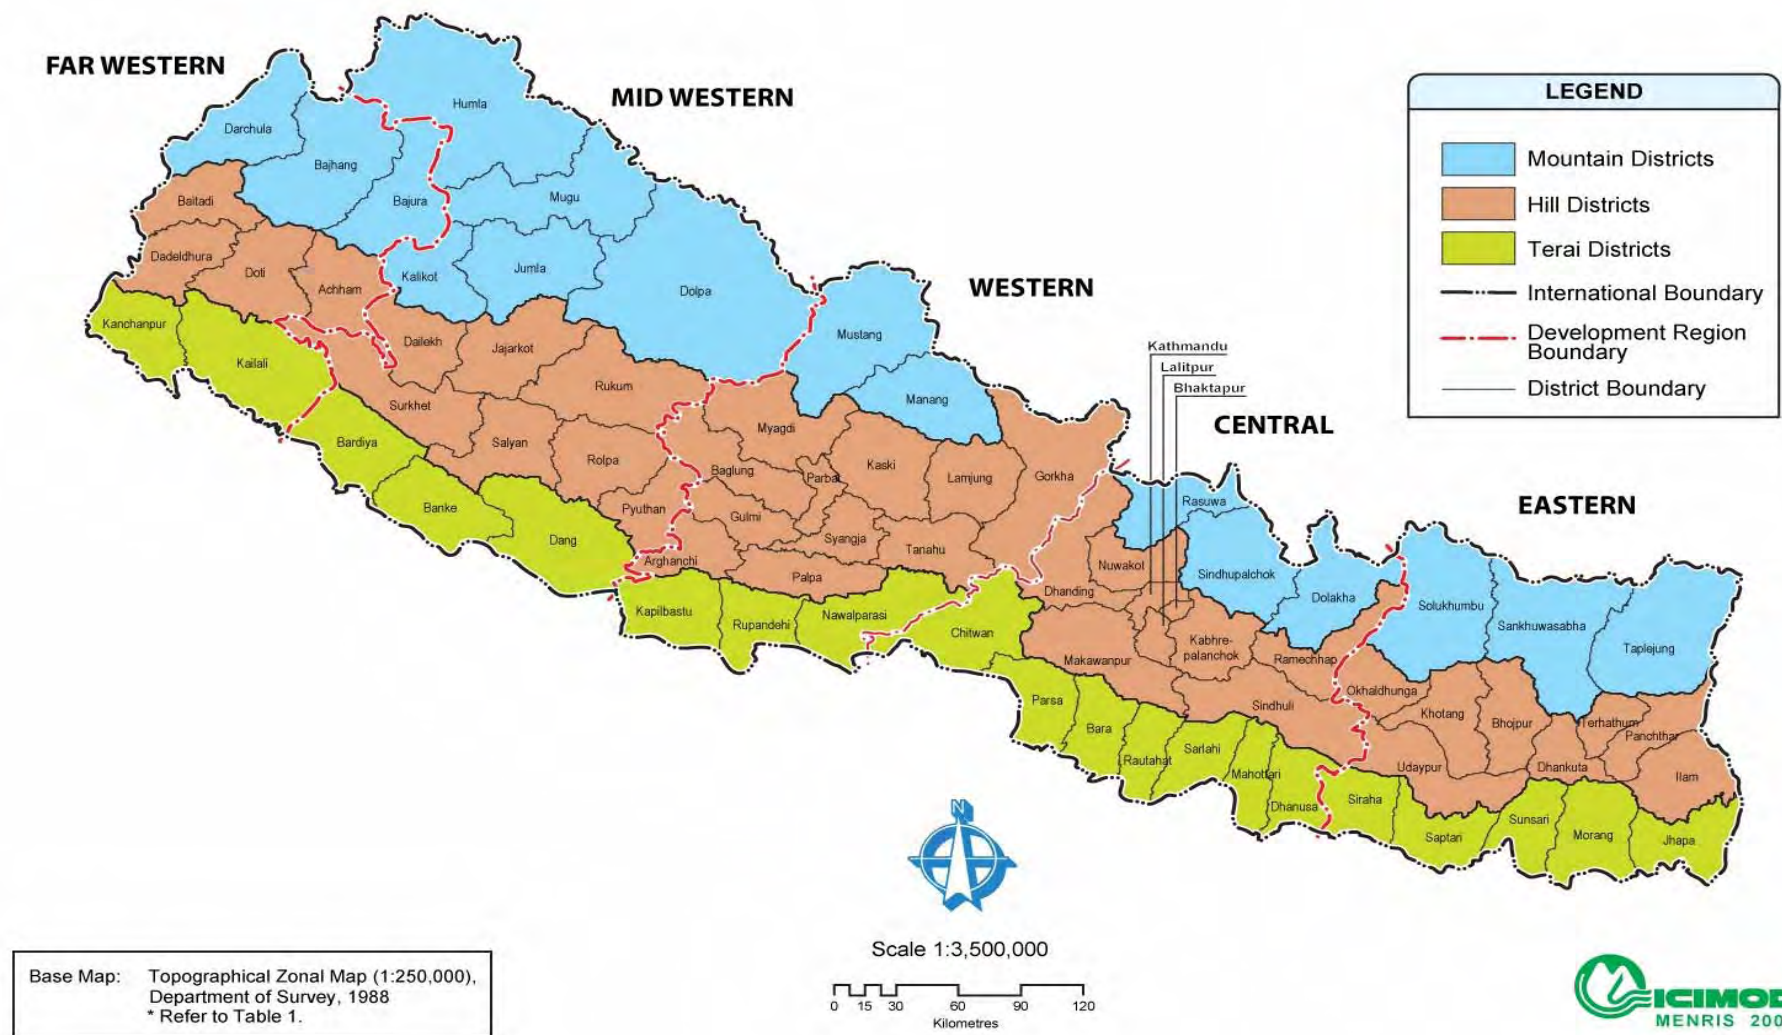 FAR WESTERN
MID WESTERN
WESTERN
CENTRAL
EASTERN
Humla
Darchula
Bajhang
Bajura
Mugu
Baitadi
Dadeldhura
Doti
Achham
Kalikot
Jumla
Dolpa
Mustang
Manang
Kanchanpur
Kailali
Dailekh
Jajarkot
Rukum
Surkhet
Salyan
Rolpa
Bardiya
Banke
Dang
Pyuthan
Myagdi
Baglung
Parbat
Kaski
Lamjung
Gorkha
Gulmi
Syangja
Tanahu
Arghanchi
Palpa
Kapilbastu
Rupandehi
Nawalparasi
Chitwan
Kathmandu
Lalitpur
Bhaktapur
Rasuwa
Nuwakot
Sindhupalchok
Dhanding
Dolakha
Kabhre-
palanchok
Makawanpur
Ramechhap
Sindhuli
Parsa
Bara
Rautahat
Sarlahi
Mahottari
Dhanusa
Solukhumbu
Sankhuwasabha
Taplejung
Okhaldhunga
Khotang
Bhojpur
Terhathum
Panchthar
Udaypur
Dhankuta
Ilam
Siraha
Saptari
Sunsari
Morang
Jhapa
LEGEND
Mountain Districts
Hill Districts
Terai Districts
International Boundary
Development Region
Boundary
District Boundary
N
Scale 1:3,500,000
0 15 30 60 90 120
Kilometres
Base Map: Topographical Zonal Map (1:250,000),
Department of Survey, 1988
* Refer to Table 1.
ICIMOD
MENRIS 200